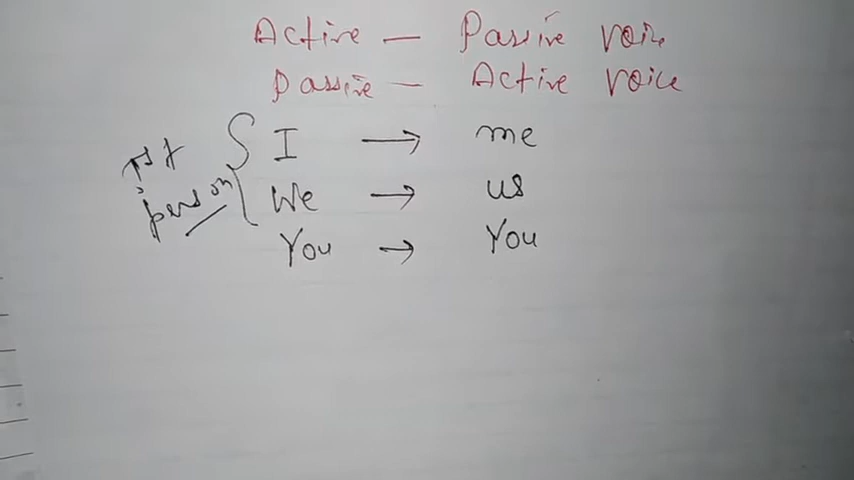 Active — Passive voice
Passive — Active voice
1st person
I → me
We → us
You → You